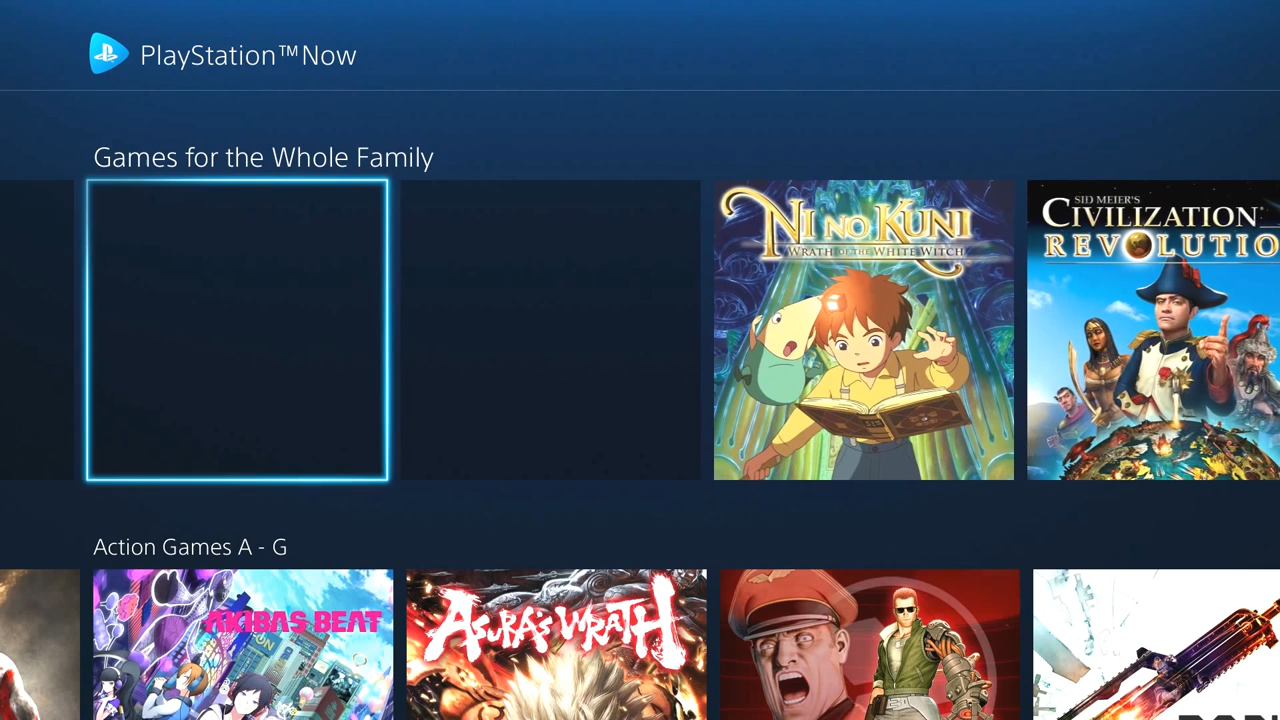 PlayStation™Now
Games for the Whole Family
NI NO KUNI
WRATH OF THE WHITE WITCH
SID MEIER'S
CIVILIZATION
REVOLUTIO
Action Games A - G
AKIBAS BEAT
ASURA'S WRATH